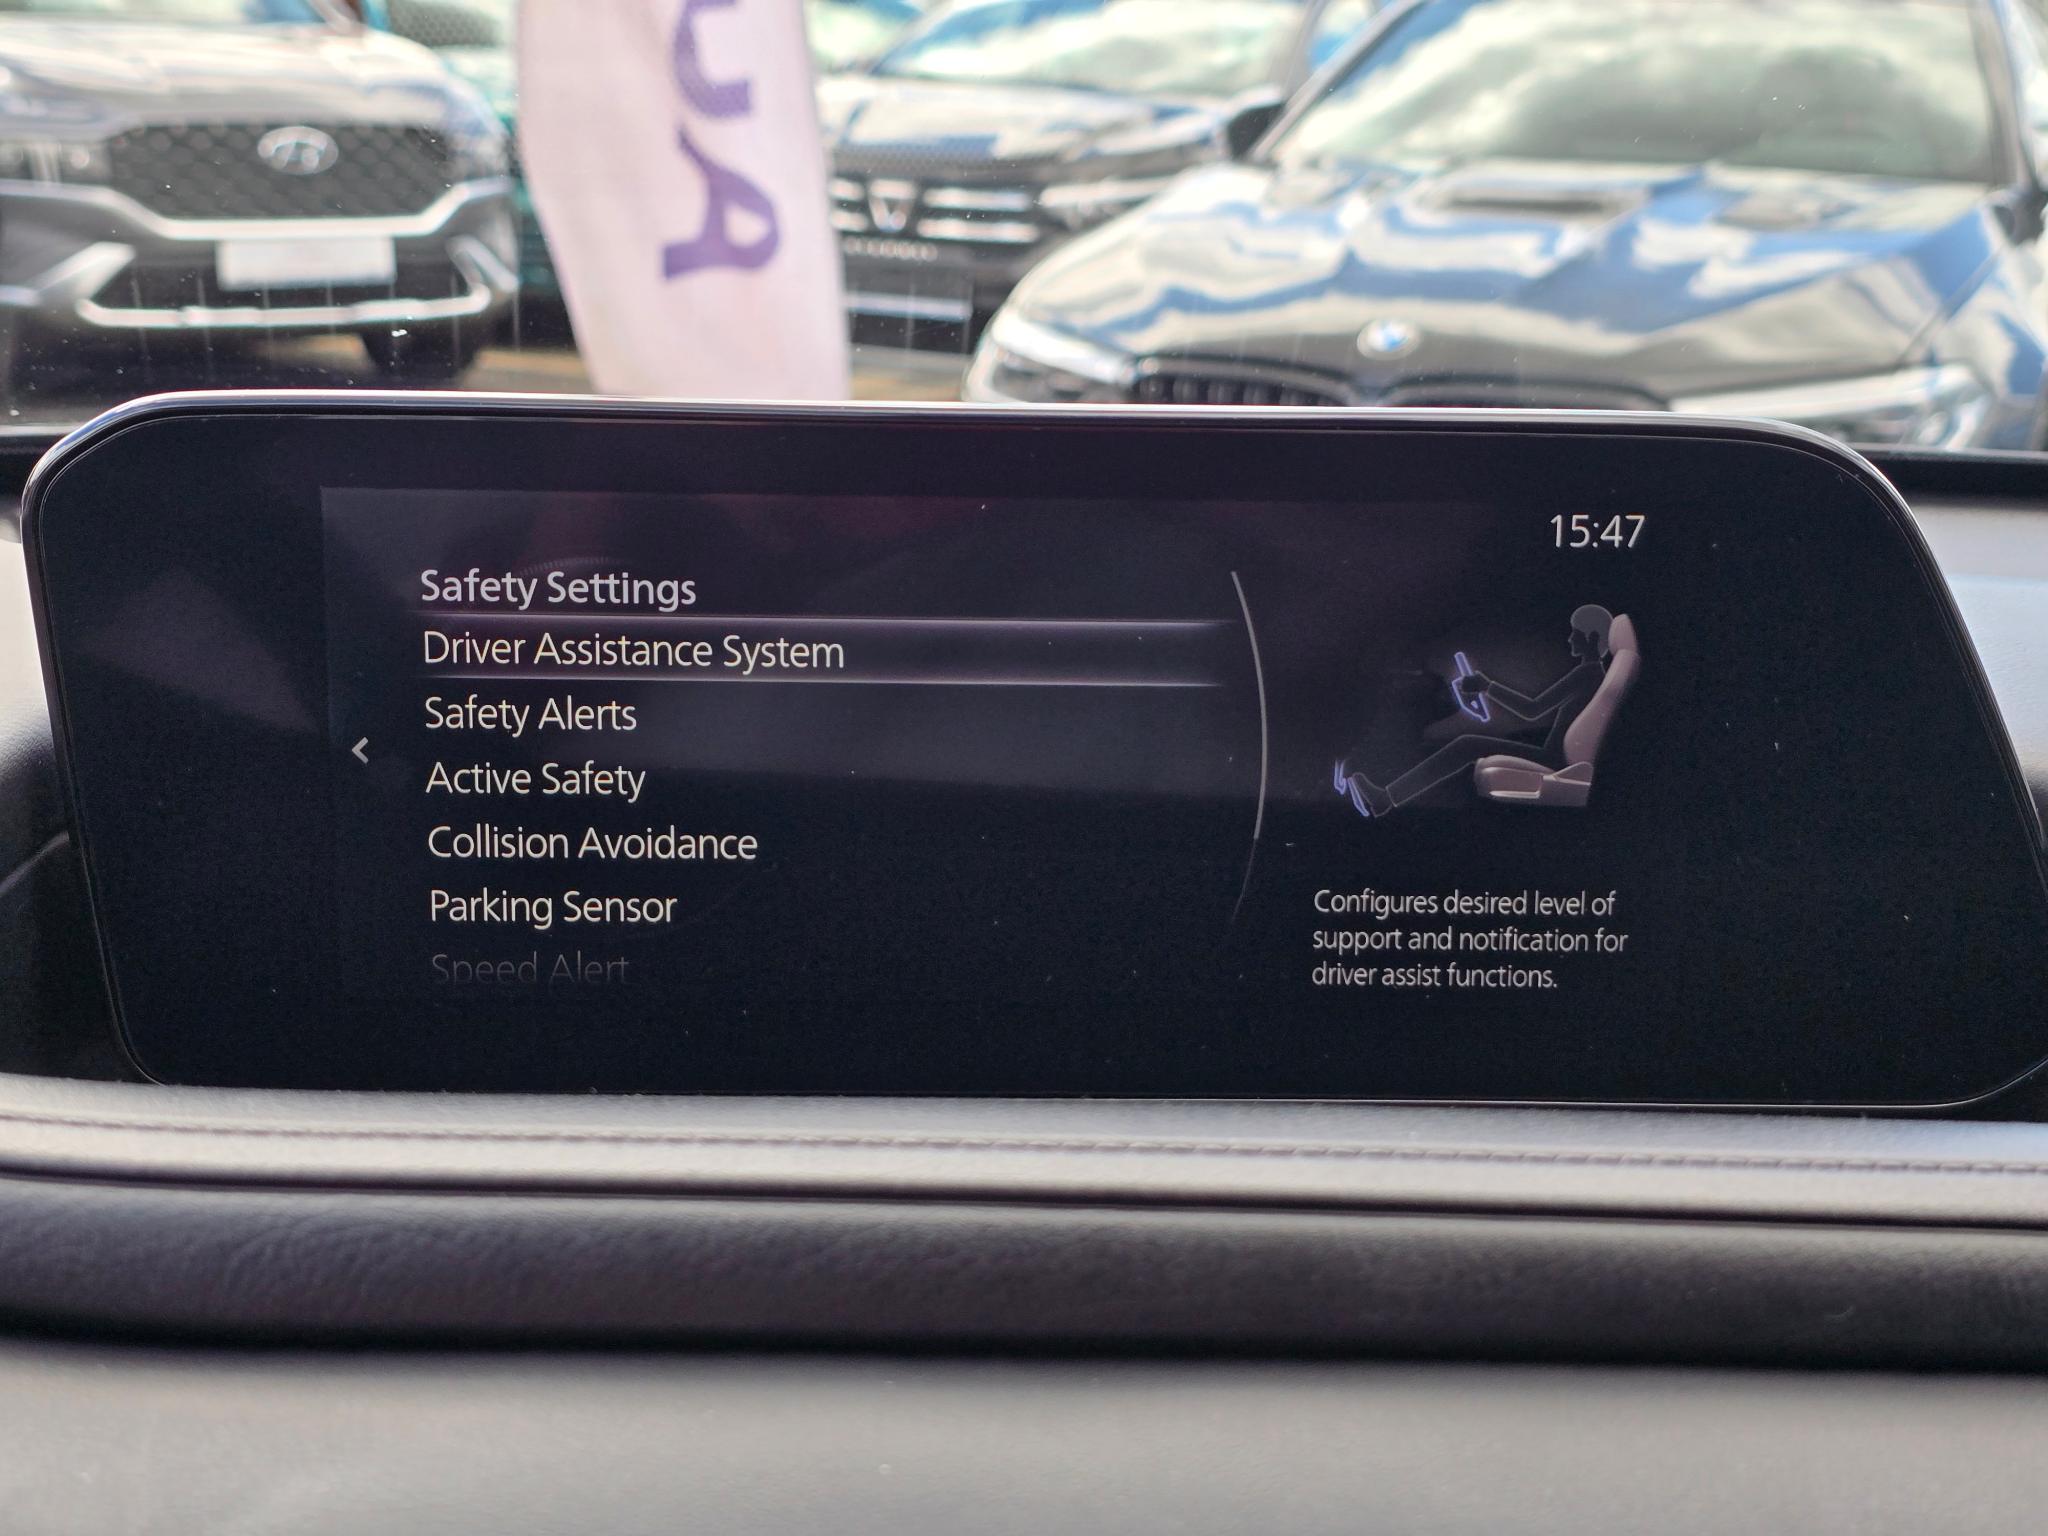 15:47
Safety Settings
Driver Assistance System
Safety Alerts
Active Safety
Collision Avoidance
Parking Sensor
Speed Alert
Configures desired level of
support and notification for
driver assist functions.